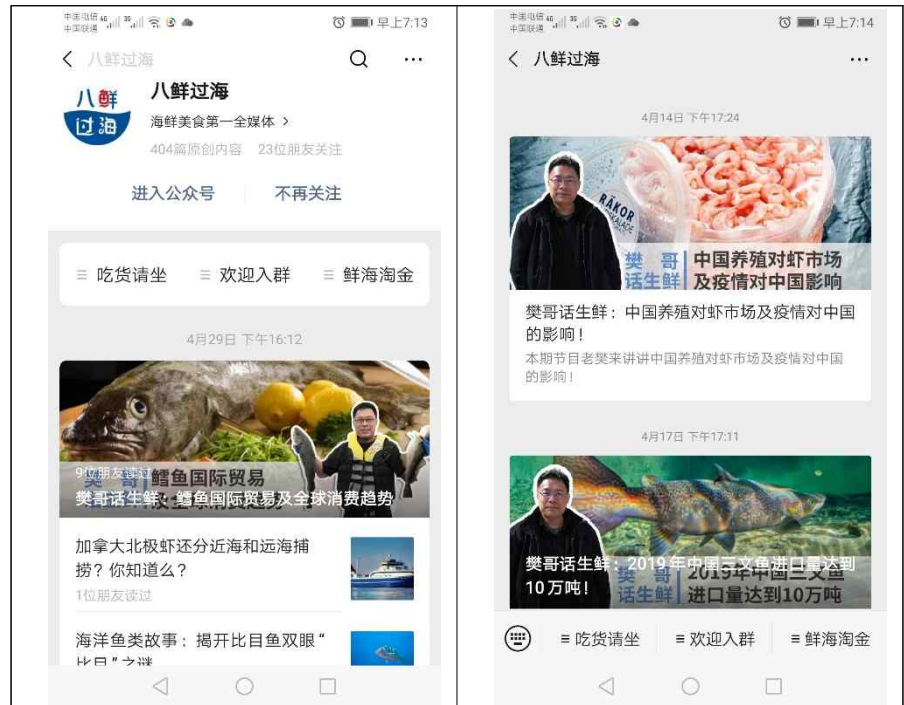 中国电信 4G 3G
中国联通
早上7:13
八鲜过海
八鲜
过海
八鲜过海
海鲜美食第一全媒体 >
404篇原创内容 23位朋友关注
进入公众号 不再关注
吃货请坐 欢迎入群 鲜海淘金
4月29日 下午16:12
9位朋友读过
鳕鱼国际贸易
樊哥话生鲜：鳕鱼国际贸易及全球消费趋势
加拿大北极虾还分近海和远海捕
捞？你知道么？
1位朋友读过
海洋鱼类故事：揭开比目鱼双眼“
比目”之谜
中国电信 4G 3G
中国联通
早上7:14
八鲜过海
4月14日 下午17:24
RÄKOR
樊哥 中国养殖对虾市场
话生鲜 及疫情对中国影响
樊哥话生鲜：中国养殖对虾市场及疫情对中国
的影响！
本期节目老樊来讲讲中国养殖对虾市场及疫情对中国
的影响！
4月17日 下午17:11
樊哥话生鲜：2019年中国三文鱼进口量达到
10万吨！
樊哥 2019年中国三文鱼
话生鲜 进口量达到10万吨
吃货请坐 欢迎入群 鲜海淘金